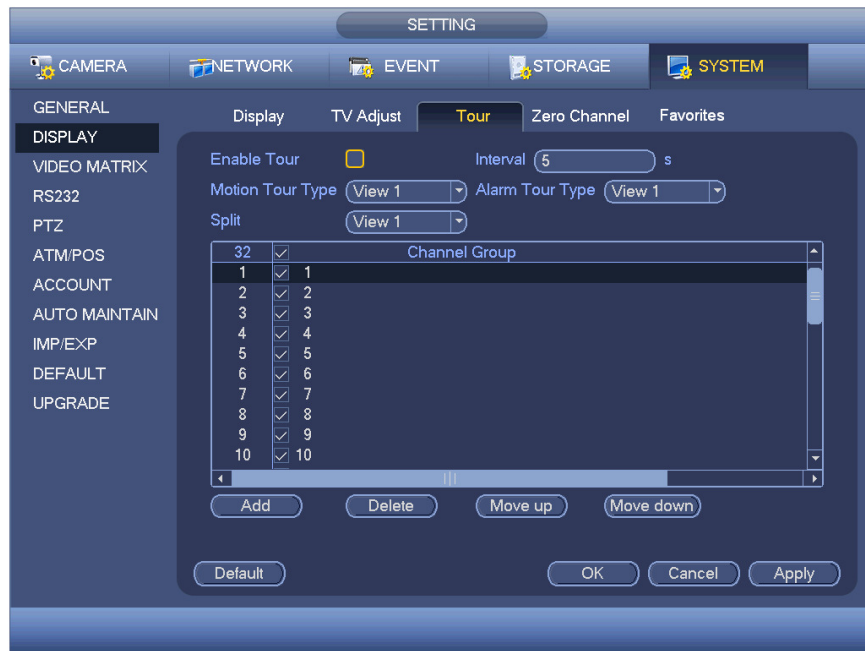 SETTING
CAMERA NETWORK EVENT STORAGE SYSTEM
GENERAL
DISPLAY
VIDEO MATRIX
RS232
PTZ
ATM/POS
ACCOUNT
AUTO MAINTAIN
IMP/EXP
DEFAULT
UPGRADE
Display TV Adjust Tour Zero Channel Favorites
Enable Tour Interval 5 s
Motion Tour Type View 1 Alarm Tour Type View 1
Split View 1
32 Channel Group
1 1
2 2
3 3
4 4
5 5
6 6
7 7
8 8
9 9
10 10
Add Delete Move up Move down
Default OK Cancel Apply